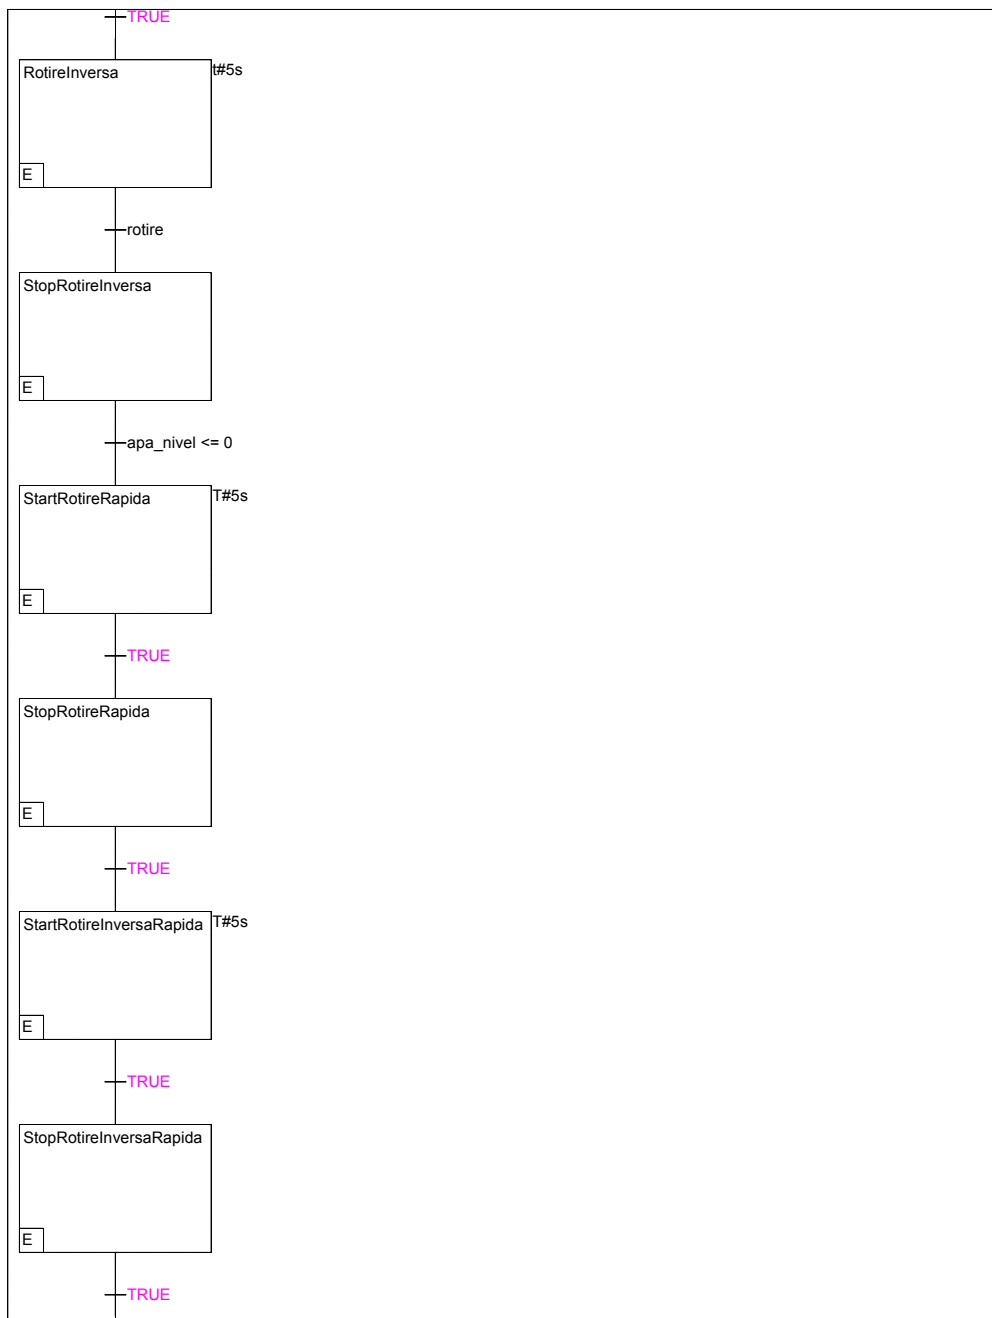 TRUE
RotireInversa
t#5s
E
rotire
StopRotireInversa
E
apa_nivel <= 0
StartRotireRapida
T#5s
E
TRUE
StopRotireRapida
E
TRUE
StartRotireInversaRapida
T#5s
E
TRUE
StopRotireInversaRapida
E
TRUE